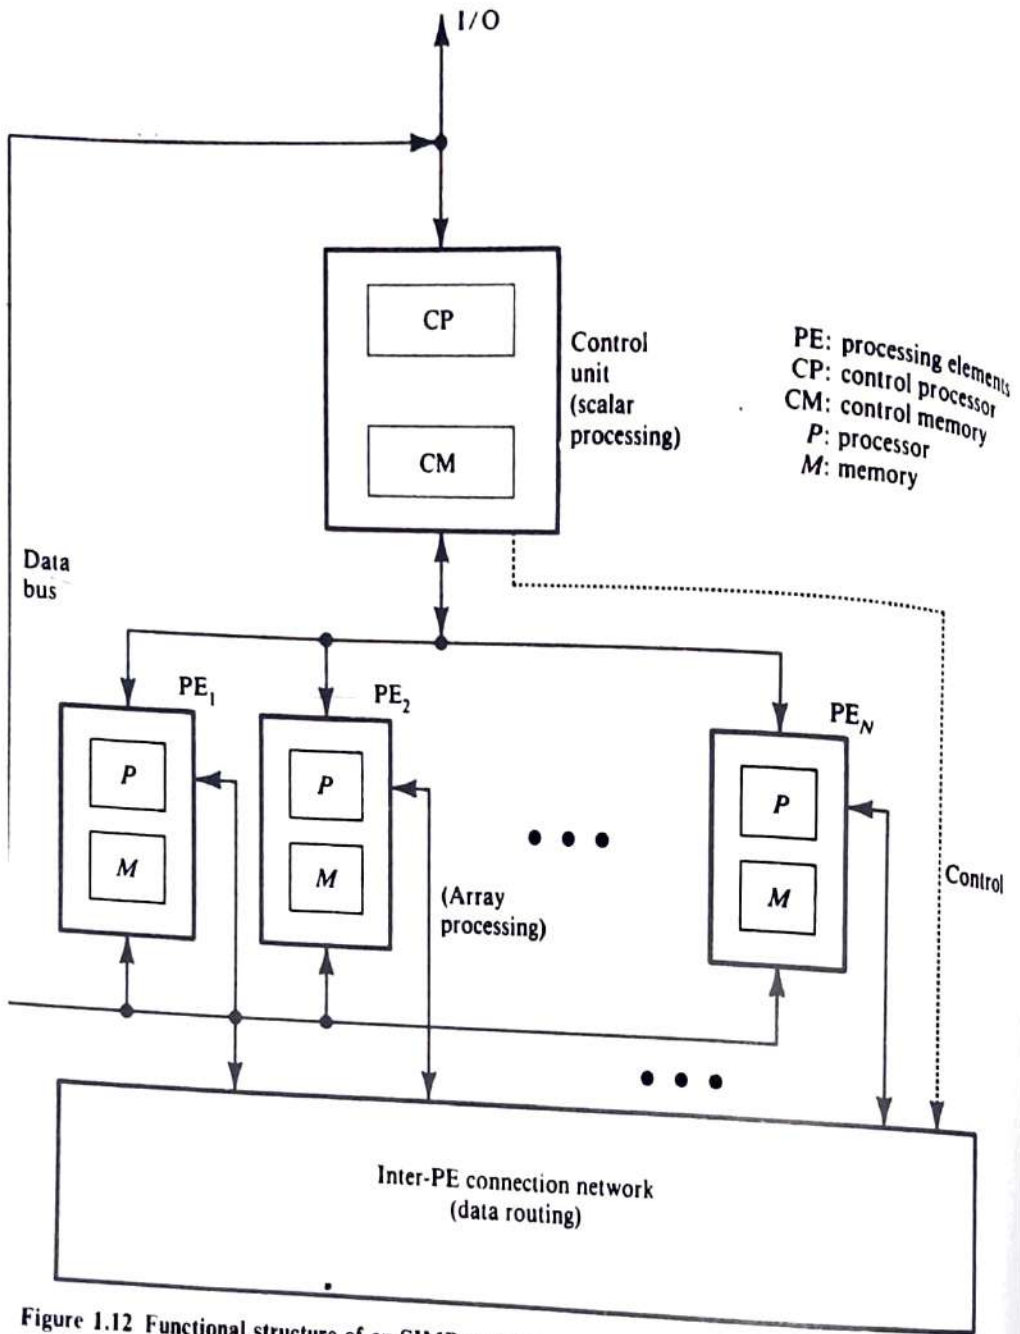 I/O
CP
CM
Control
unit
(scalar
processing)
PE: processing elements
CP: control processor
CM: control memory
P: processor
M: memory
Data
bus
PE1
PE2
PEN
P
M
P
M
P
M
(Array
processing)
Control
Inter-PE connection network
(data routing)
Figure 1.12 Functional structure of an